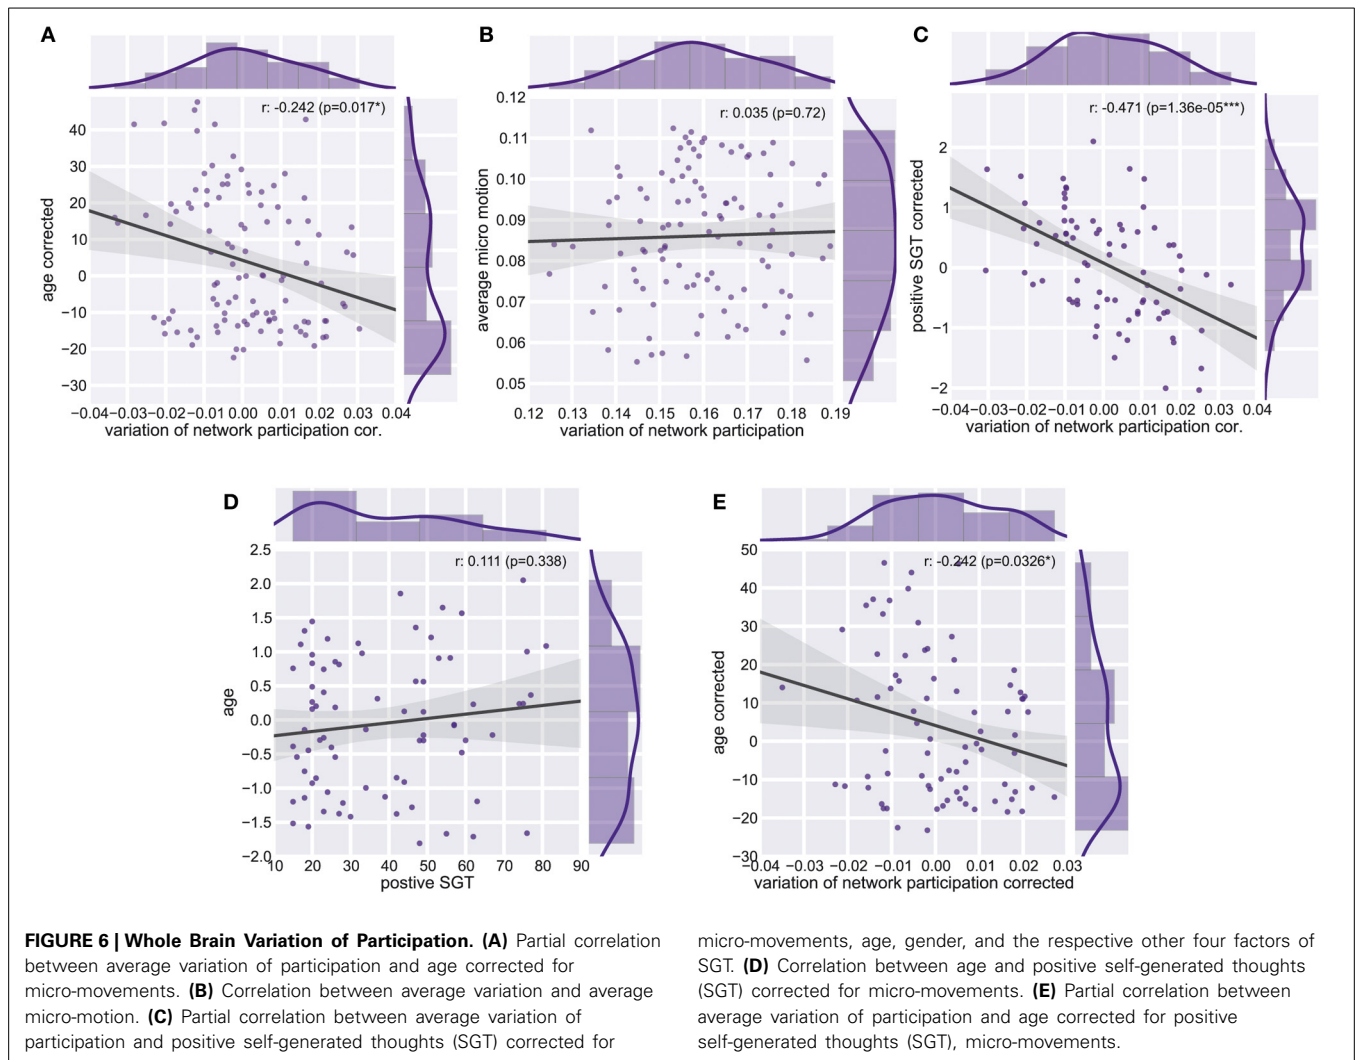 A
r: -0.242 (p=0.017*)
40
30
20
10
0
−10
−20
−30
age corrected
−0.04 −0.03 −0.02 −0.01 0.00 0.01 0.02 0.03 0.04
variation of network participation cor.
B
r: 0.035 (p=0.72)
0.12
0.11
0.10
0.09
0.08
0.07
0.06
0.05
average micro motion
0.12 0.13 0.14 0.15 0.16 0.17 0.18 0.19
variation of network participation
C
r: -0.471 (p=1.36e-05***)
2
1
0
−1
−2
positive SGT corrected
−0.04 −0.03 −0.02 −0.01 0.00 0.01 0.02 0.03 0.04
variation of network participation cor.
D
r: 0.111 (p=0.338)
2.5
2.0
1.5
1.0
0.5
0.0
−0.5
−1.0
−1.5
−2.0
age
10 20 30 40 50 60 70 80 90
postive SGT
E
r: -0.242 (p=0.0326*)
50
40
30
20
10
0
−10
−20
−30
age corrected
−0.04 −0.03 −0.02 −0.01 0.00 0.01 0.02 0.03
variation of network participation corrected
FIGURE 6 | Whole Brain Variation of Participation. (A) Partial correlation
between average variation of participation and age corrected for
micro-movements. (B) Correlation between average variation and average
micro-motion. (C) Partial correlation between average variation of
participation and positive self-generated thoughts (SGT) corrected for
micro-movements, age, gender, and the respective other four factors of
SGT. (D) Correlation between age and positive self-generated thoughts
(SGT) corrected for micro-movements. (E) Partial correlation between
average variation of participation and age corrected for positive
self-generated thoughts (SGT), micro-movements.